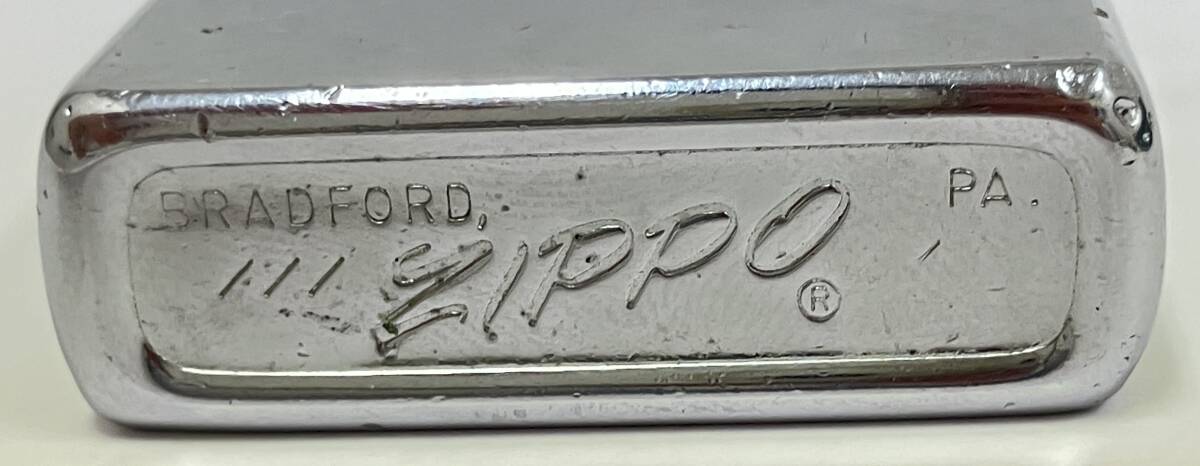 BRADFORD, PA.
/// ZIPPO ® /